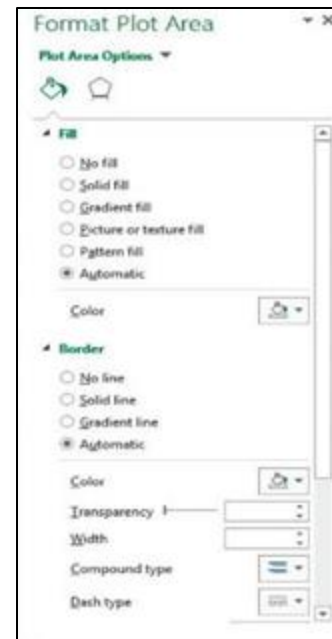 Format Plot Area
Plot Area Options
Fill
No fill
Solid fill
Gradient fill
Picture or texture fill
Pattern fill
Automatic
Color
Border
No line
Solid line
Gradient line
Automatic
Color
Transparency
Width
Compound type
Dash type